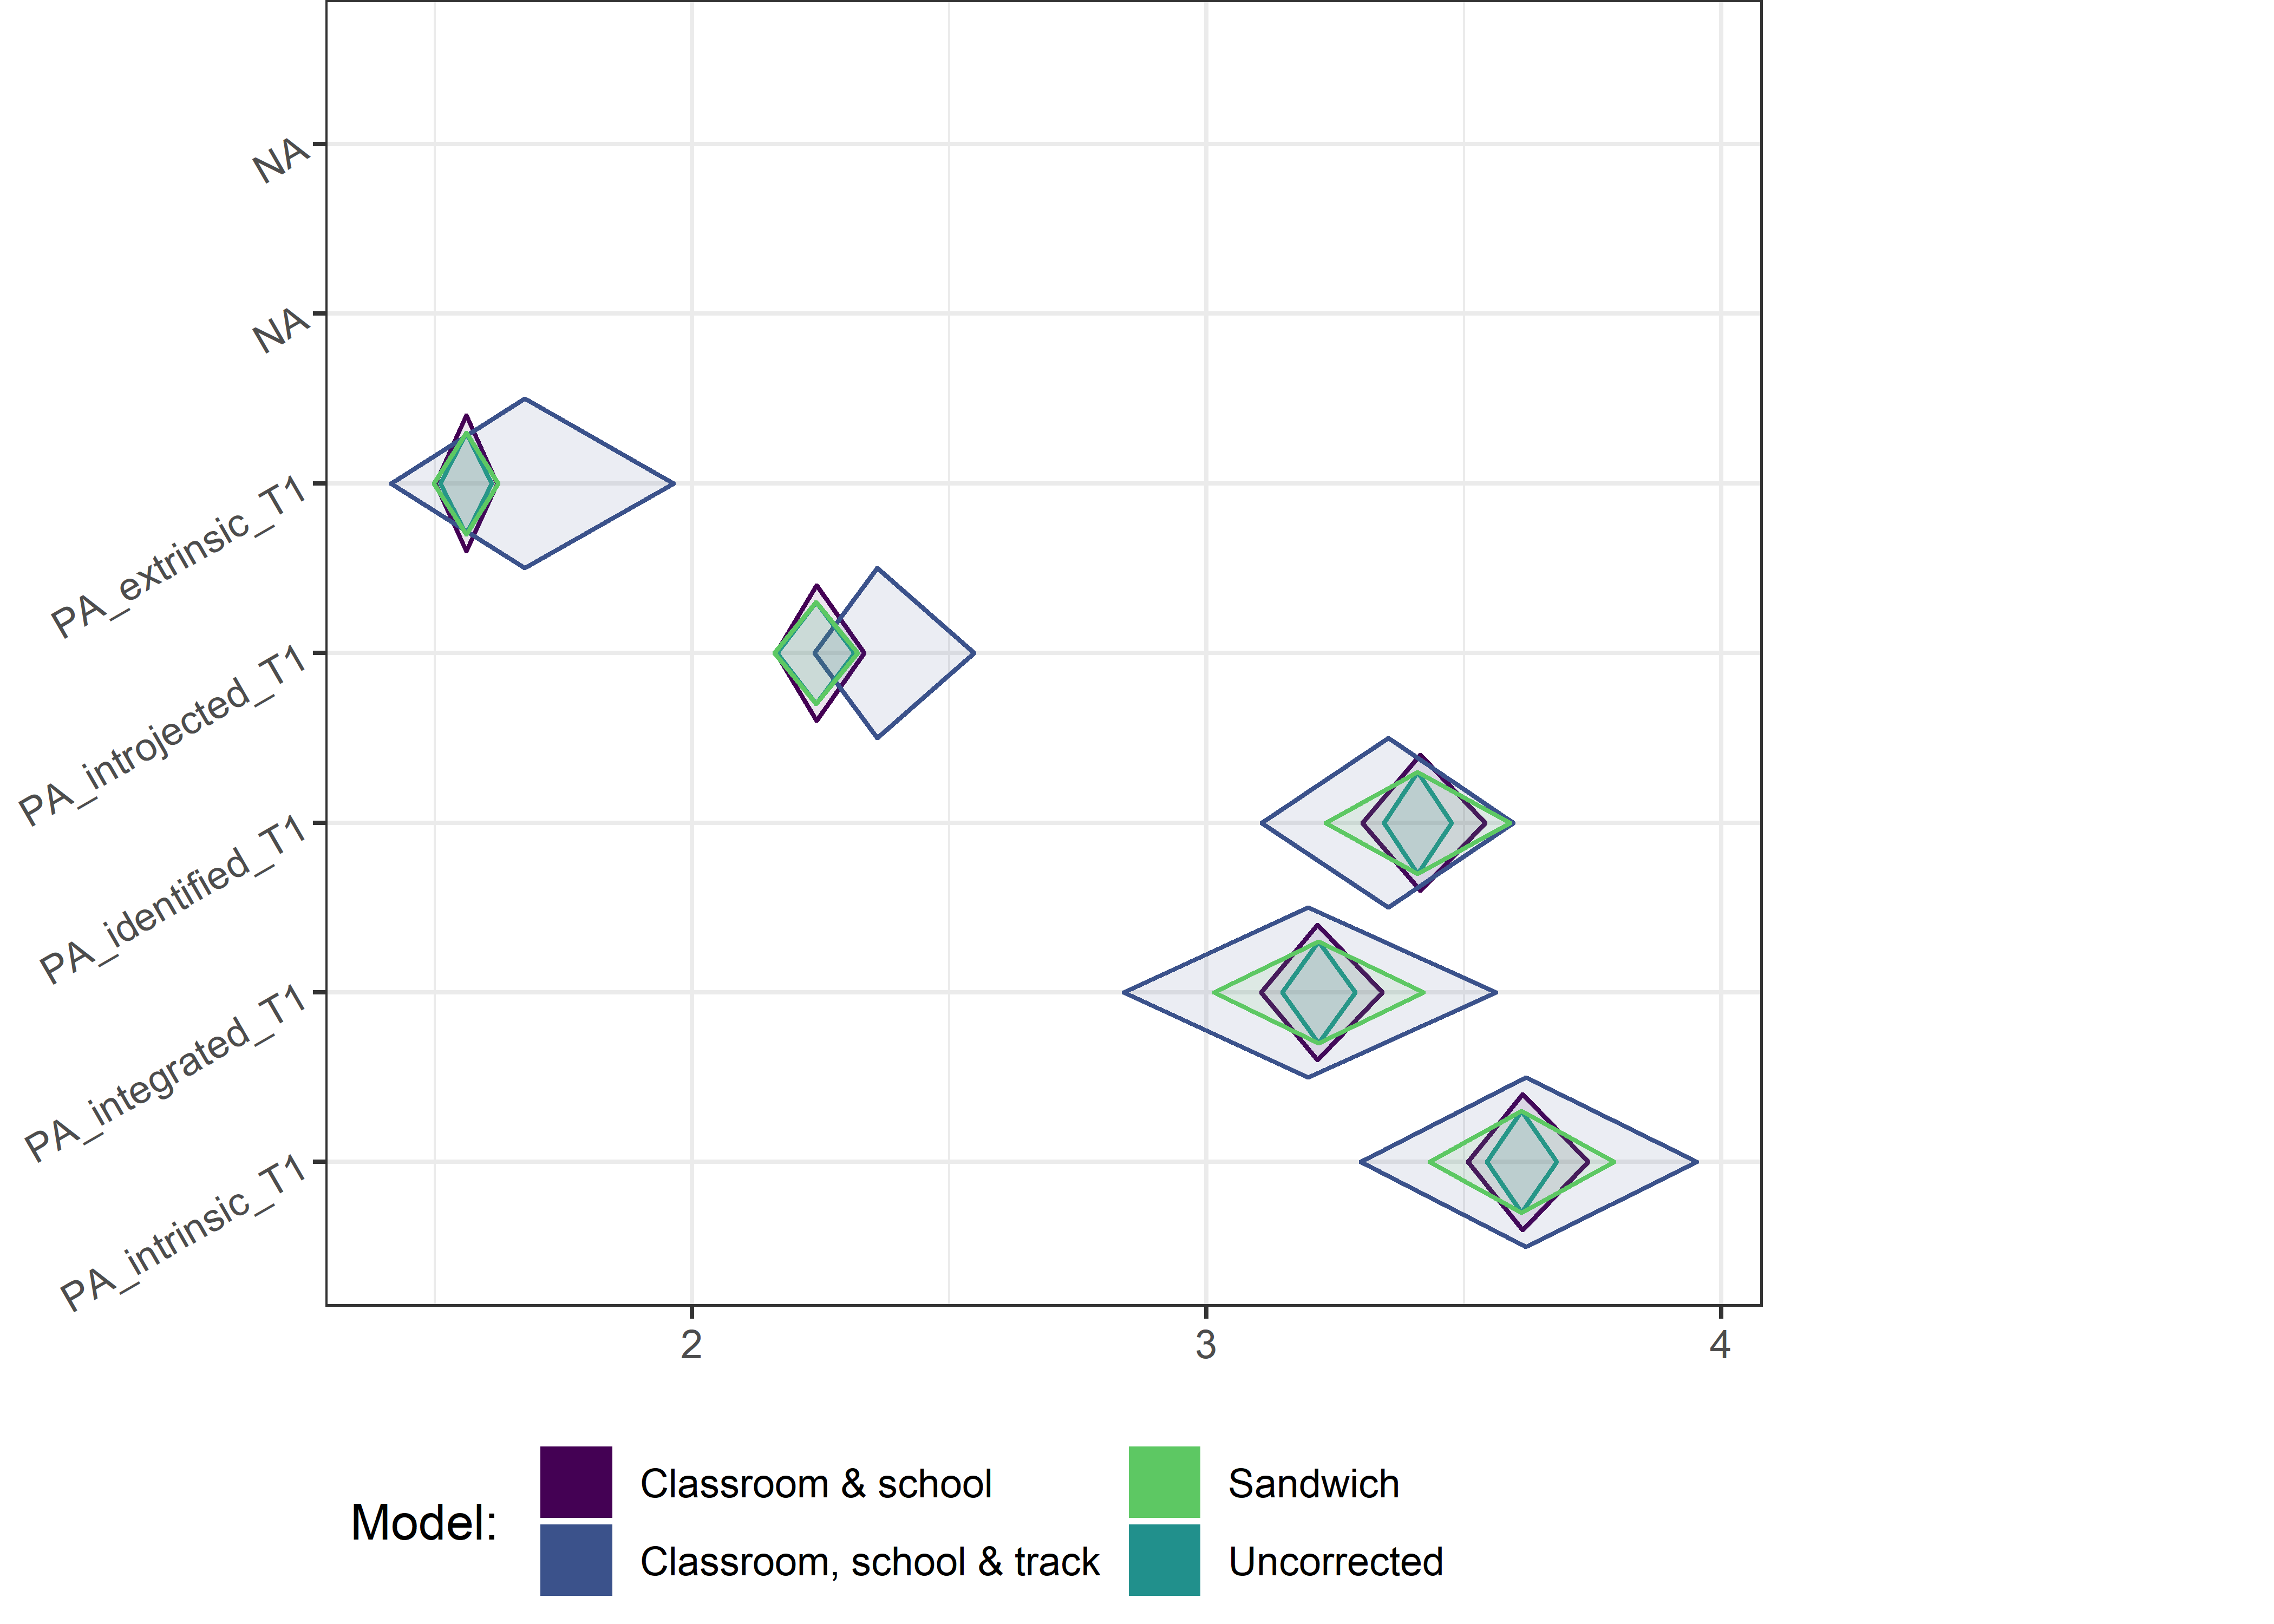 NA
NA
PA_extrinsic_T1
PA_introjected_T1
PA_identified_T1
PA_integrated_T1
PA_intrinsic_T1
2 3 4
Model:
Classroom & school
Classroom, school & track
Sandwich
Uncorrected